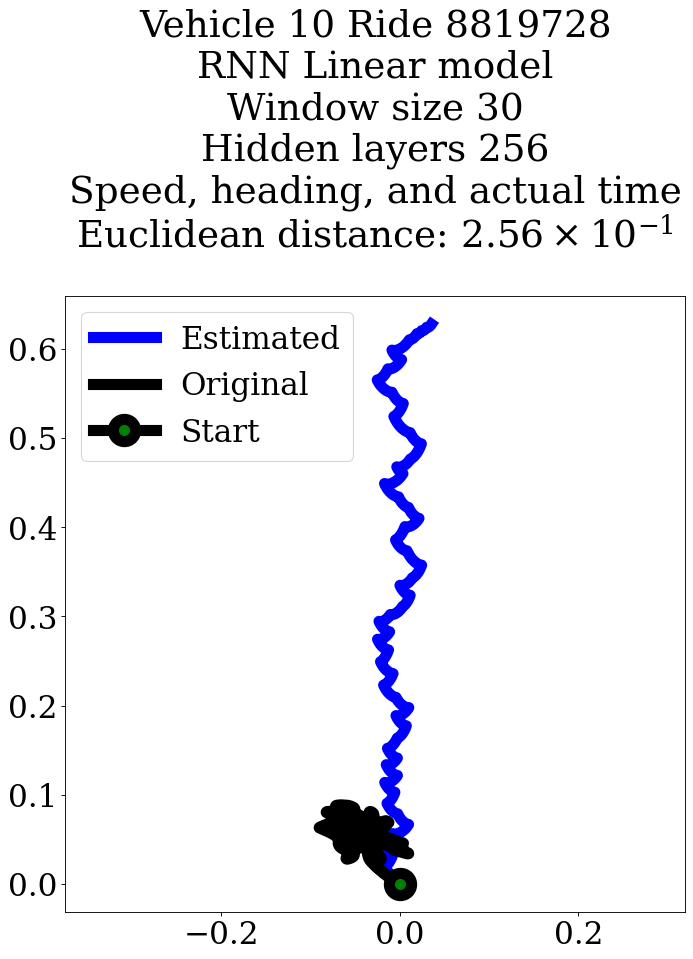 Vehicle 10 Ride 8819728
RNN Linear model
Window size 30
Hidden layers 256
Speed, heading, and actual time
Euclidean distance: 2.56 × 10⁻¹
Estimated
Original
Start
0.6
0.5
0.4
0.3
0.2
0.1
0.0
−0.2 0.0 0.2